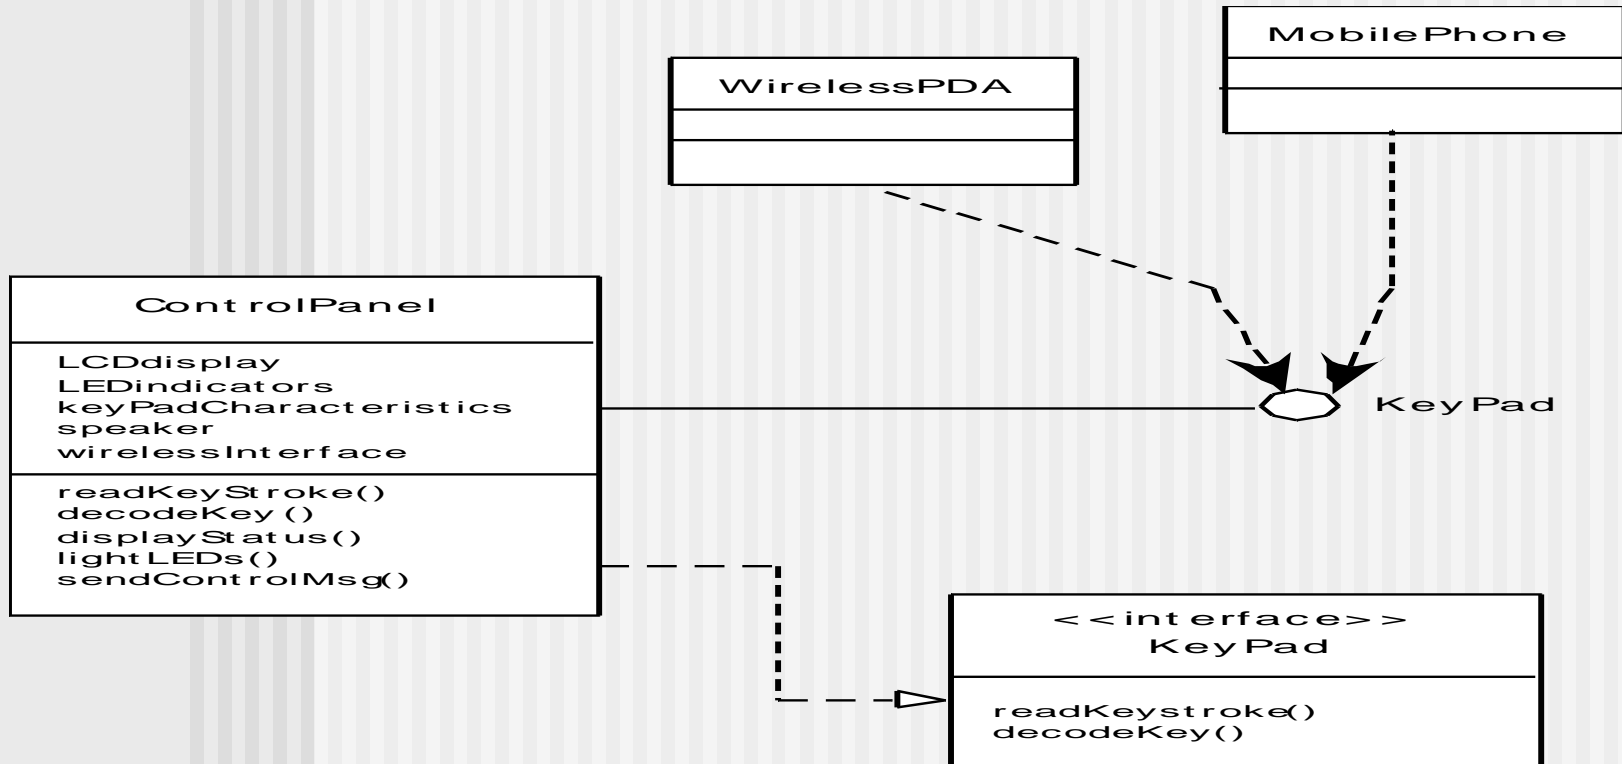 MobilePhone
WirelessPDA
ControlPanel
LCDdisplay
LEDindicators
keyPadCharacteristics
speaker
wirelessInterface
readKeyStroke()
decodeKey()
displayStatus()
lightLEDs()
sendControlMsg()
KeyPad
<<interface>>
KeyPad
readKeystroke()
decodeKey()